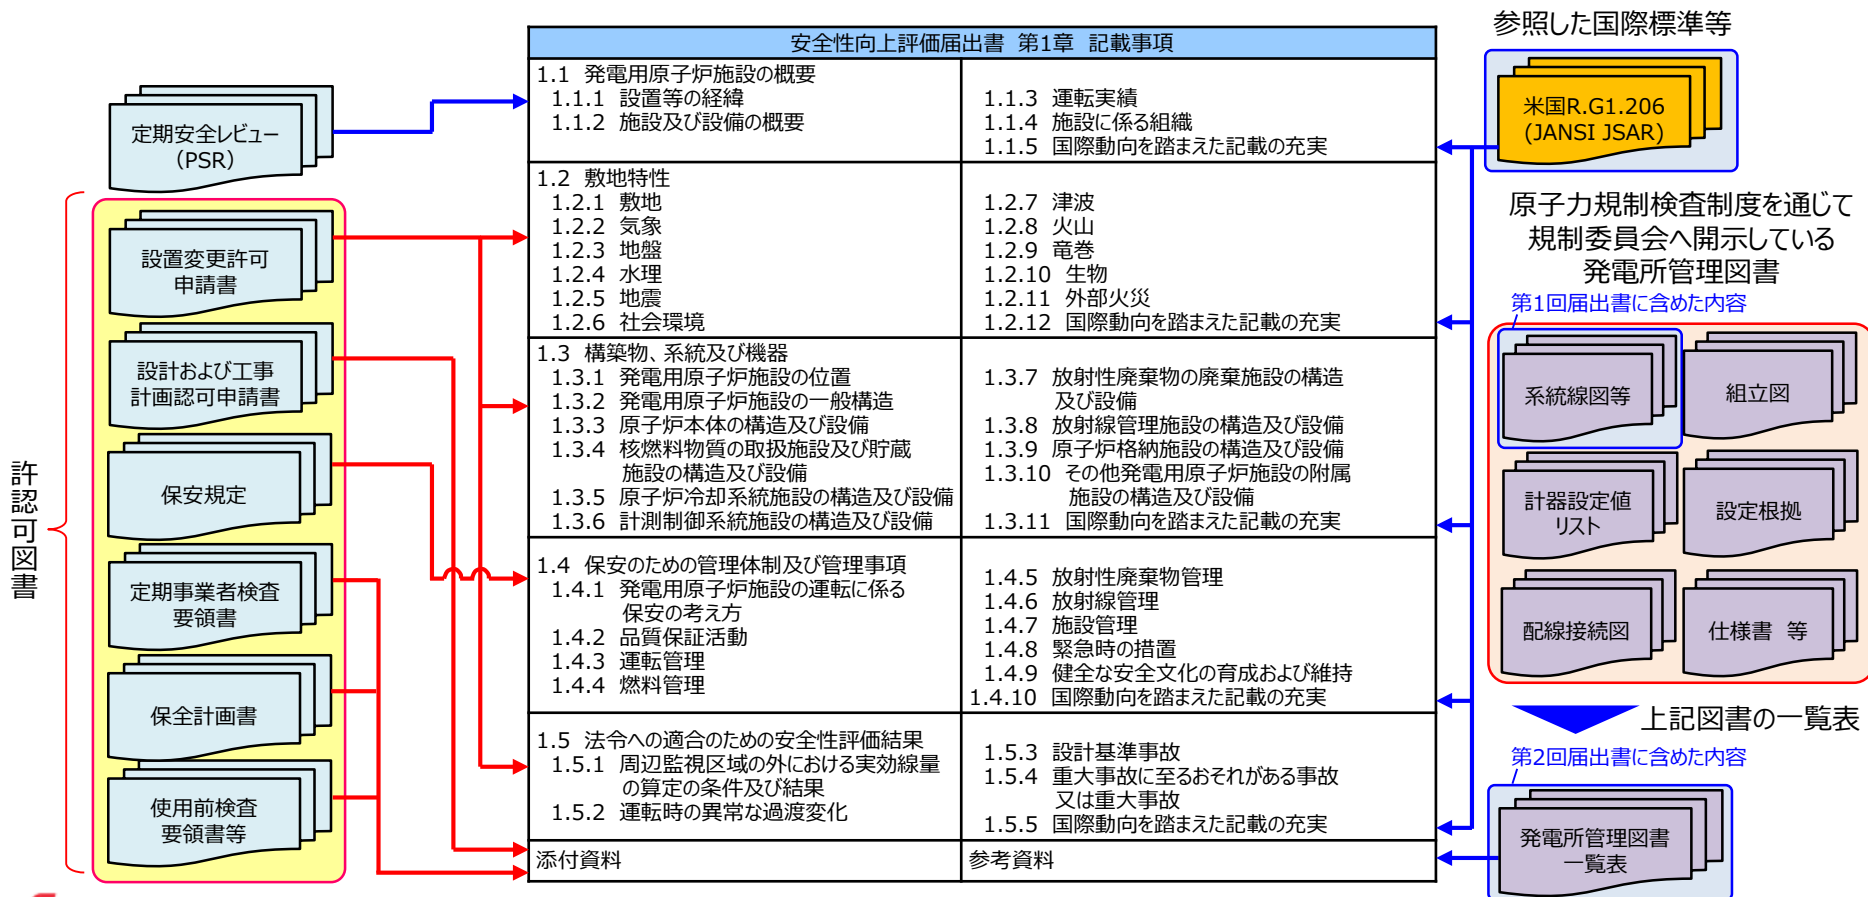 参照した国際標準等
安全性向上評価届出書 第1章 記載事項
定期安全レビュー
(PSR)
許認可図書
設置変更許可
申請書
設計および工事
計画認可申請書
保安規定
定期事業者検査
要領書
保全計画書
使用前検査
要領書等
1.1 発電用原子炉施設の概要
1.1.1 設置等の経緯
1.1.2 施設及び設備の概要
1.1.3 運転実績
1.1.4 施設に係る組織
1.1.5 国際動向を踏まえた記載の充実
1.2 敷地特性
1.2.1 敷地
1.2.2 気象
1.2.3 地盤
1.2.4 水理
1.2.5 地震
1.2.6 社会環境
1.2.7 津波
1.2.8 火山
1.2.9 竜巻
1.2.10 生物
1.2.11 外部火災
1.2.12 国際動向を踏まえた記載の充実
1.3 構築物、系統及び機器
1.3.1 発電用原子炉施設の位置
1.3.2 発電用原子炉施設の一般構造
1.3.3 原子炉本体の構造及び設備
1.3.4 核燃料物質の取扱施設及び貯蔵
施設の構造及び設備
1.3.5 原子炉冷却系統施設の構造及び設備
1.3.6 計測制御系統施設の構造及び設備
1.3.7 放射性廃棄物の廃棄施設の構造
及び設備
1.3.8 放射線管理施設の構造及び設備
1.3.9 原子炉格納施設の構造及び設備
1.3.10 その他発電用原子炉施設の附属
施設の構造及び設備
1.3.11 国際動向を踏まえた記載の充実
1.4 保安のための管理体制及び管理事項
1.4.1 発電用原子炉施設の運転に係る
保安の考え方
1.4.2 品質保証活動
1.4.3 運転管理
1.4.4 燃料管理
1.4.5 放射性廃棄物管理
1.4.6 放射線管理
1.4.7 施設管理
1.4.8 緊急時の措置
1.4.9 健全な安全文化の育成および維持
1.4.10 国際動向を踏まえた記載の充実
1.5 法令への適合のための安全性評価結果
1.5.1 周辺監視区域の外における実効線量
の算定の条件及び結果
1.5.2 運転時の異常な過渡変化
1.5.3 設計基準事故
1.5.4 重大事故に至るおそれがある事故
又は重大事故
1.5.5 国際動向を踏まえた記載の充実
添付資料
参考資料
米国R.G1.206
(JANSI JSAR)
原子力規制検査制度を通じて
規制委員会へ開示している
発電所管理図書
第1回届出書に含めた内容
系統線図等
組立図
計器設定値
リスト
設定根拠
配線接続図
仕様書 等
上記図書の一覧表
第2回届出書に含めた内容
発電所管理図書
一覧表